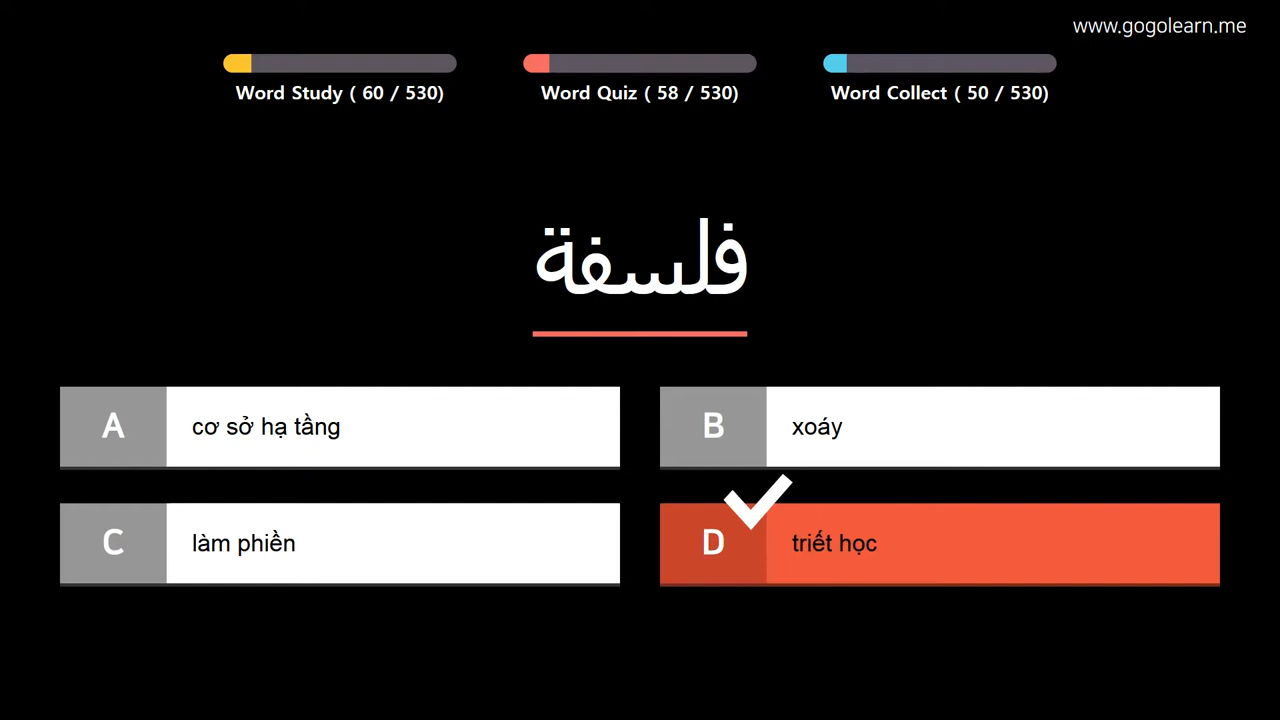 www.gogolearn.me
Word Study ( 60 / 530)
Word Quiz ( 58 / 530)
Word Collect ( 50 / 530)
فلسفة
A cơ sở hạ tầng
B xoáy
C làm phiền
D triết học